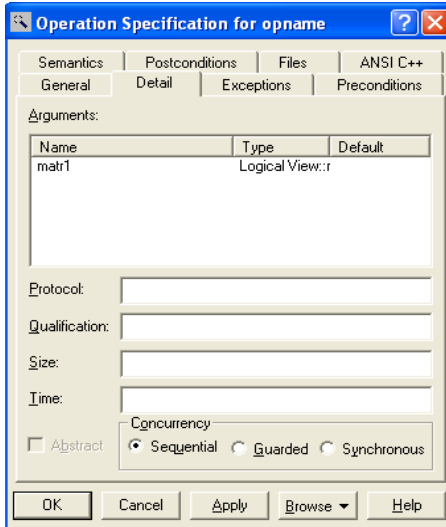 Operation Specification for opname
Semantics Postconditions Files ANSI C++
General Detail Exceptions Preconditions
Arguments:
Name Type Default
matr1 Logical View::r
Protocol:
Qualification:
Size:
Time:
Concurrency
Abstract Sequential Guarded Synchronous
OK Cancel Apply Browse Help